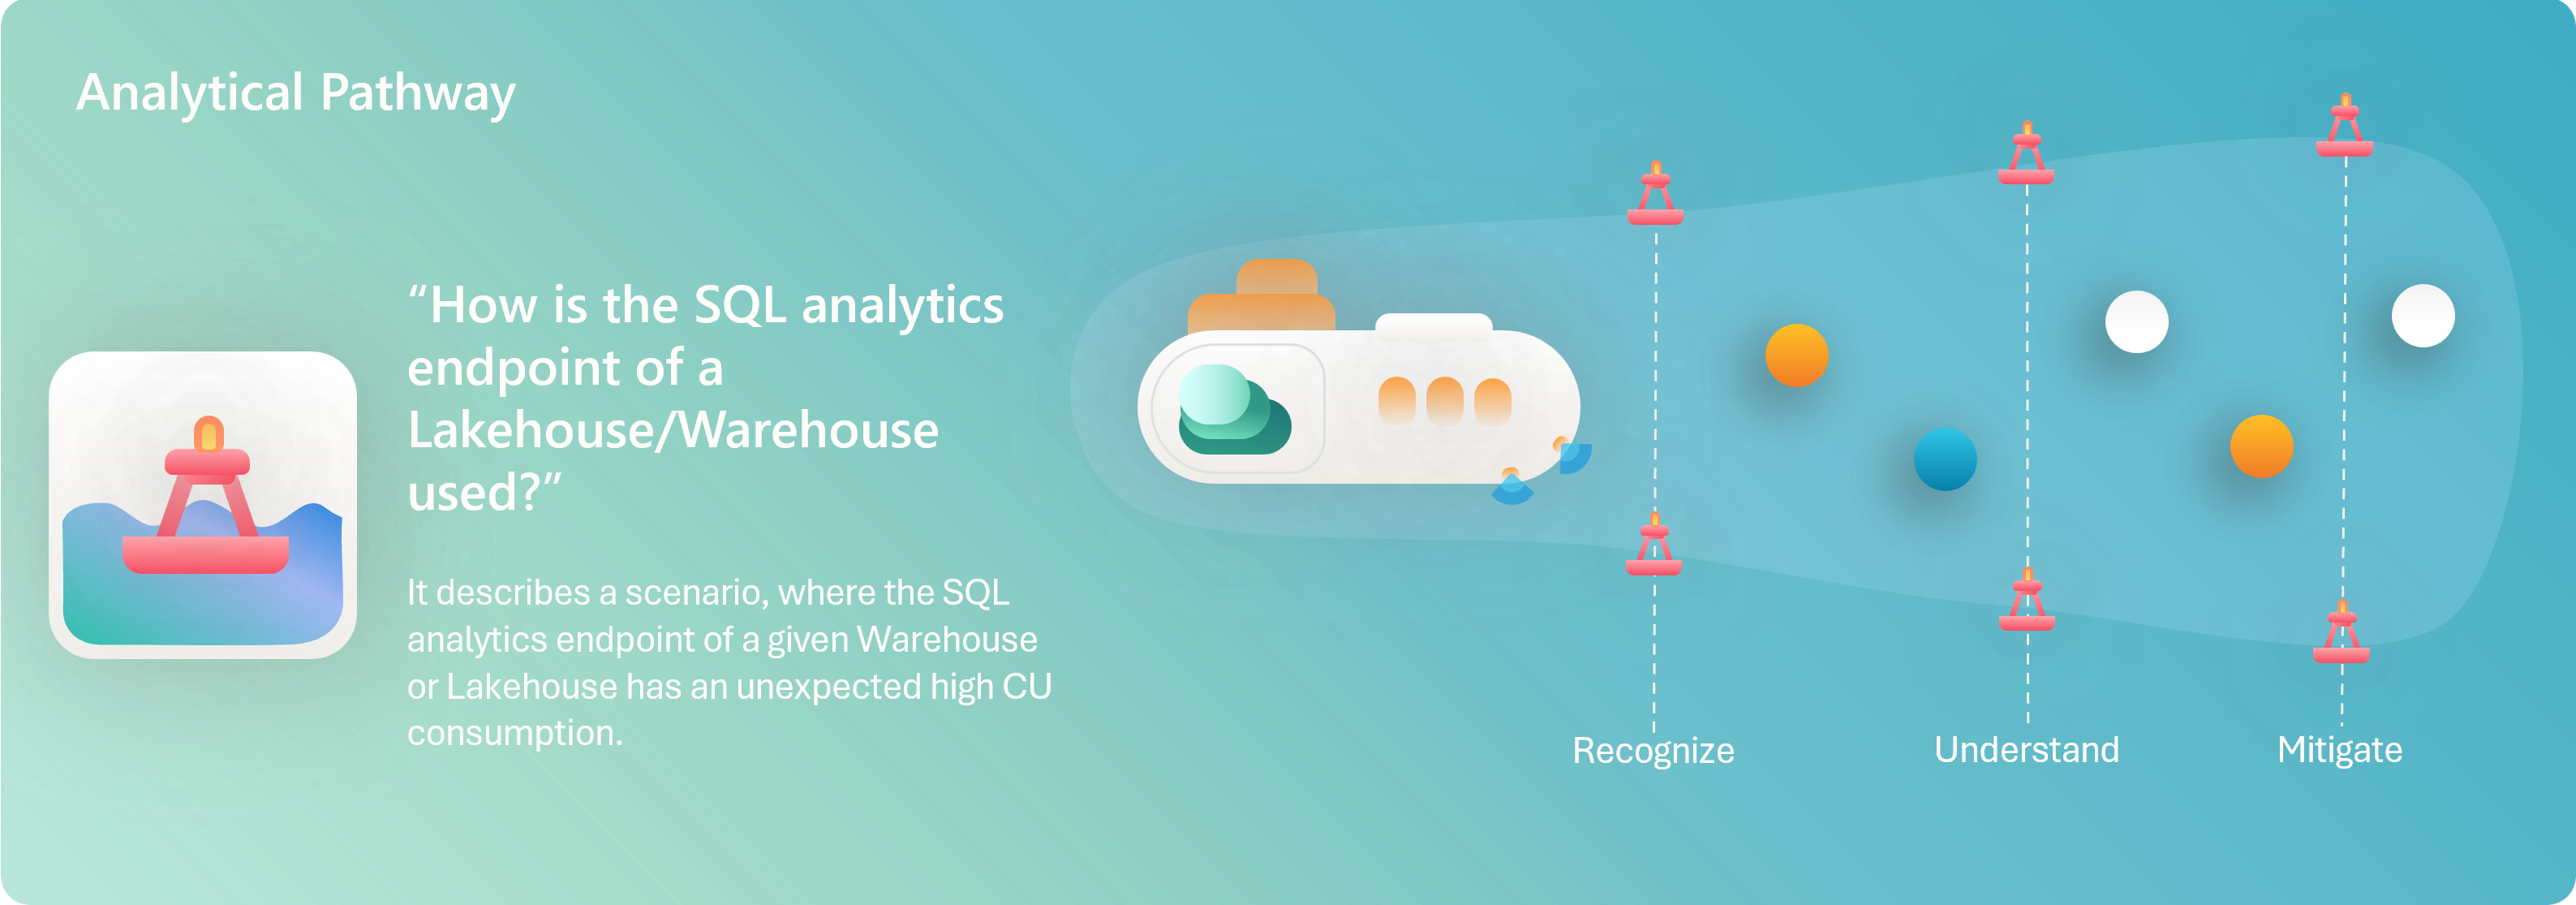 Analytical Pathway
“How is the SQL analytics
endpoint of a
Lakehouse/Warehouse
used?”
It describes a scenario, where the SQL
analytics endpoint of a given Warehouse
or Lakehouse has an unexpected high CU
consumption.
Recognize
Understand
Mitigate